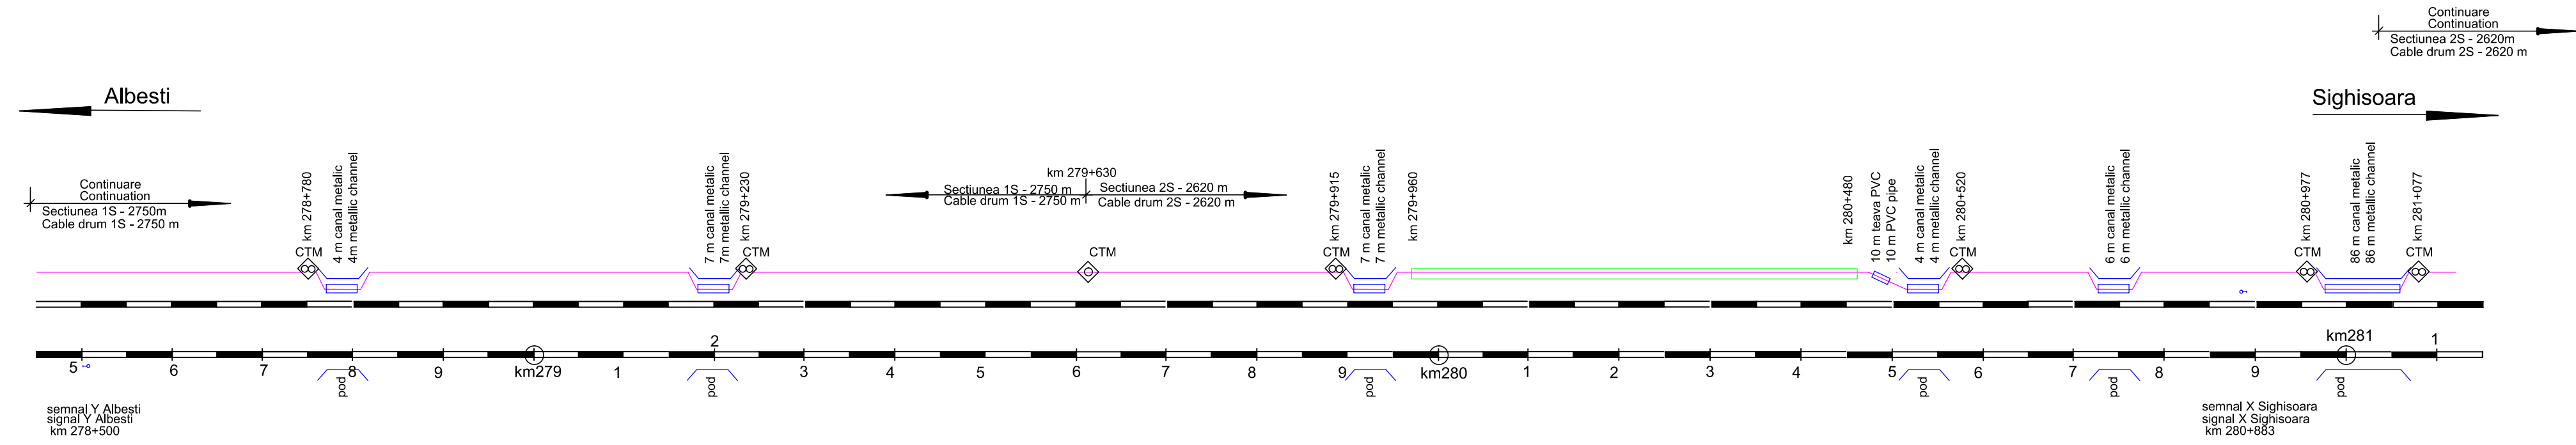 Continuare
Continuation
Sectiunea 2S - 2620m
Cable drum 2S - 2620 m
Albesti
Sighisoara
Continuare
Continuation
Sectiunea 1S - 2750m
Cable drum 1S - 2750 m
km 278+780
CTM
4 m canal metalic
4m metallic channel
7 m canal metalic
7m metallic channel
km 279+230
CTM
km 279+630
Sectiunea 1S - 2750 m
Cable drum 1S - 2750 m
Sectiunea 2S - 2620 m
Cable drum 2S - 2620 m
CTM
km 279+915
CTM
7 m canal metalic
7 m metallic channel
km 279+960
km 280+480
10 m teava PVC
10 m PVC pipe
4 m canal metalic
4 m metallic channel
km 280+520
CTM
6 m canal metalic
6 m metallic channel
km 280+977
CTM
86 m canal metalic
86 m metallic channel
km 281+077
CTM
5 6 7 8 9 km279 1 2 3 4 5 6 7 8 9 km280 1 2 3 4 5 6 7 8 9 km281 1
pod
pod
pod
pod
pod
pod
semnal Y Albesti
signal Y Albesti
km 278+500
semnal X Sighisoara
signal X Sighisoara
km 280+883